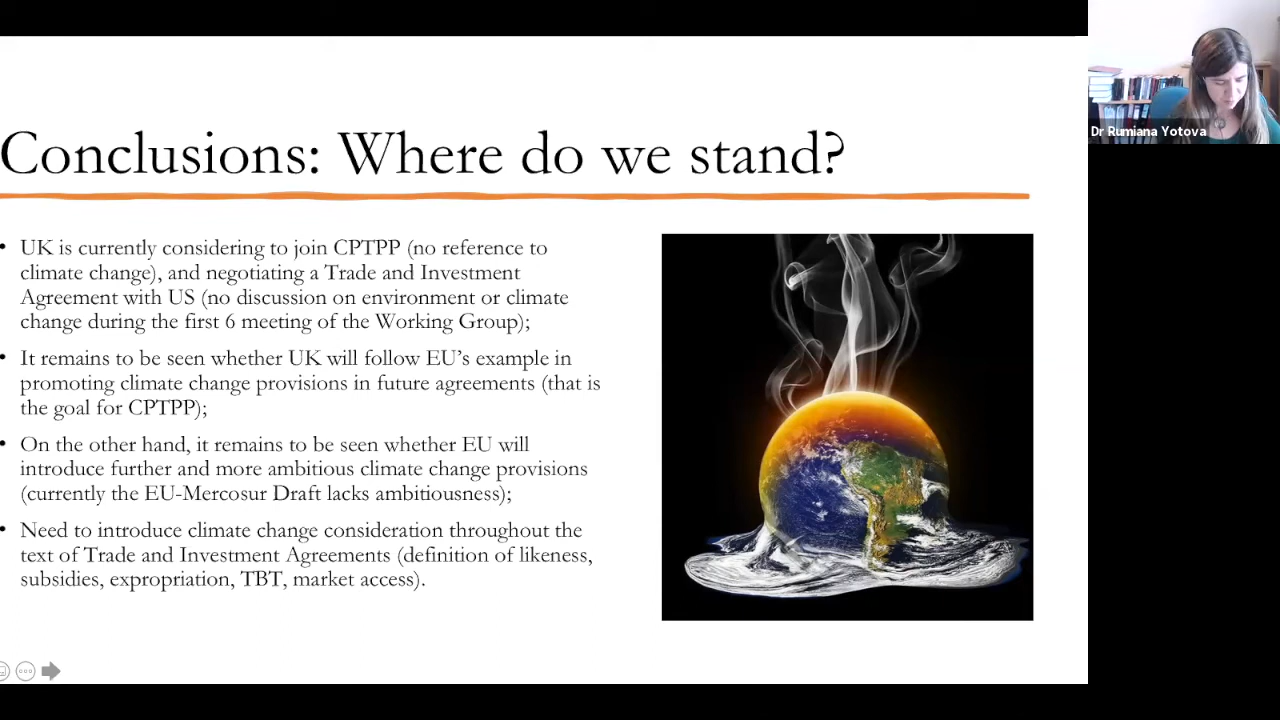 Conclusions: Where do we stand?
• UK is currently considering to join CPTPP (no reference to
climate change), and negotiating a Trade and Investment
Agreement with US (no discussion on environment or climate
change during the first 6 meeting of the Working Group);
• It remains to be seen whether UK will follow EU’s example in
promoting climate change provisions in future agreements (that is
the goal for CPTPP);
• On the other hand, it remains to be seen whether EU will
introduce further and more ambitious climate change provisions
(currently the EU-Mercosur Draft lacks ambitiousness);
• Need to introduce climate change consideration throughout the
text of Trade and Investment Agreements (definition of likeness,
subsidies, expropriation, TBT, market access).
Dr Rumiana Yotova